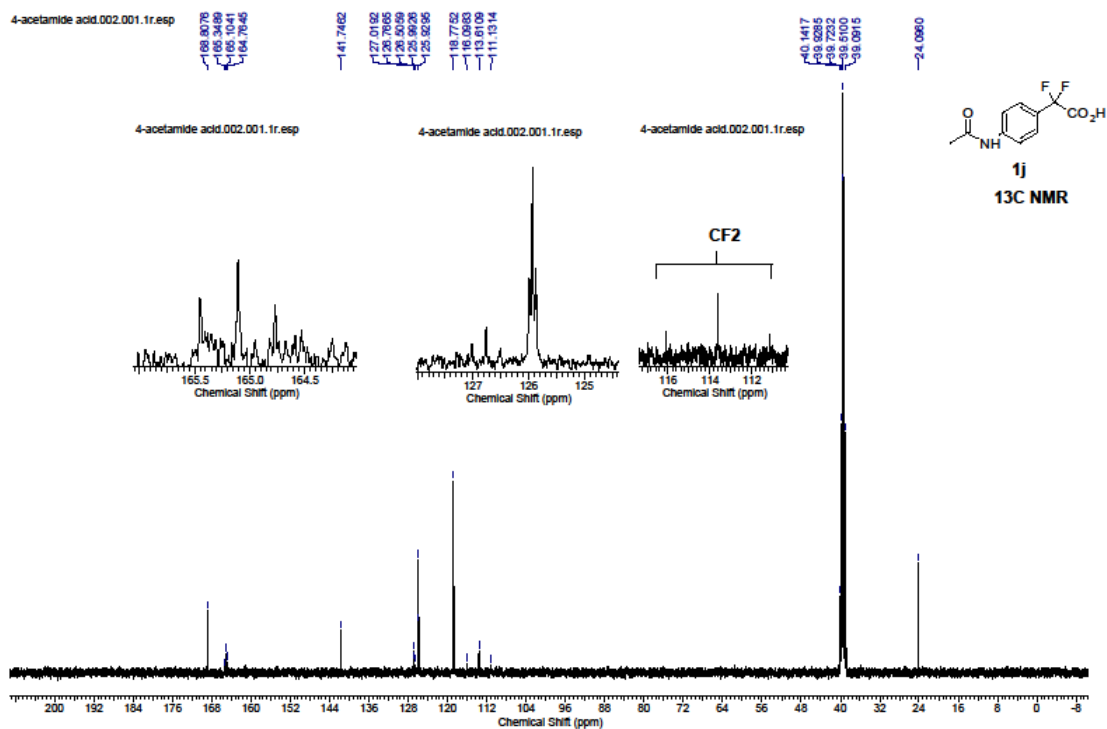 4-acetamide acid.002.001.1r.esp
168.8076
165.3489
165.1041
164.7645
141.7462
127.0192
126.7665
126.5059
125.9926
125.9295
118.7752
116.0983
113.6109
111.1314
40.1417
39.9285
39.7232
39.5100
39.0915
24.0960
4-acetamide acid.002.001.1r.esp
165.5 165.0 164.5
Chemical Shift (ppm)
4-acetamide acid.002.001.1r.esp
127 126 125
Chemical Shift (ppm)
4-acetamide acid.002.001.1r.esp
CF2
116 114 112
Chemical Shift (ppm)
F F
O
CO2H
NH
1j
13C NMR
200 192 184 176 168 160 152 144 136 128 120 112 104 96 88 80 72 64 56 48 40 32 24 16 8 0 -8
Chemical Shift (ppm)